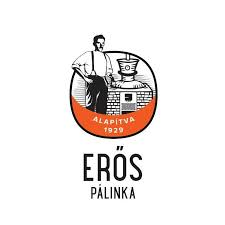 ALAPÍTVA
1929
ERŐS
PÁLINKA